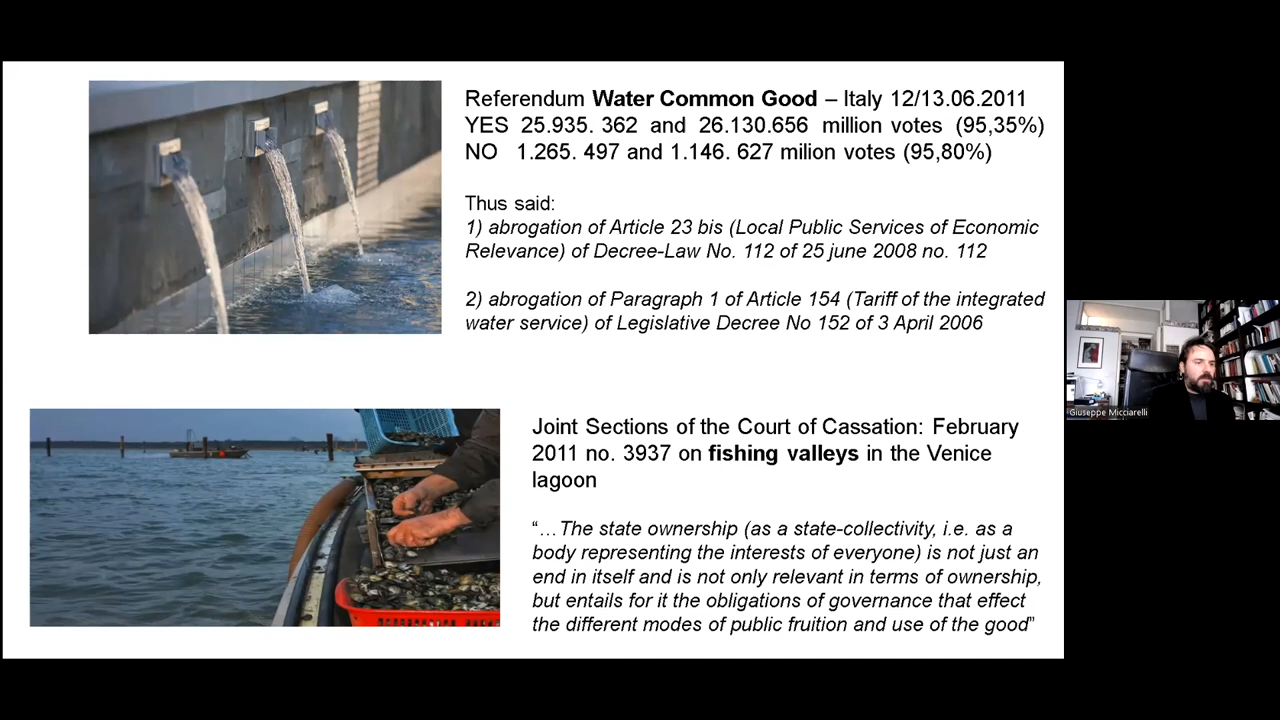 Referendum Water Common Good – Italy 12/13.06.2011
YES 25.935. 362 and 26.130.656 million votes (95,35%)
NO 1.265. 497 and 1.146. 627 milion votes (95,80%)
Thus said:
1) abrogation of Article 23 bis (Local Public Services of Economic
Relevance) of Decree-Law No. 112 of 25 june 2008 no. 112
2) abrogation of Paragraph 1 of Article 154 (Tariff of the integrated
water service) of Legislative Decree No 152 of 3 April 2006
Joint Sections of the Court of Cassation: February
2011 no. 3937 on fishing valleys in the Venice
lagoon
“…The state ownership (as a state-collectivity, i.e. as a
body representing the interests of everyone) is not just an
end in itself and is not only relevant in terms of ownership,
but entails for it the obligations of governance that effect
the different modes of public fruition and use of the good”
Giuseppe Micciarelli